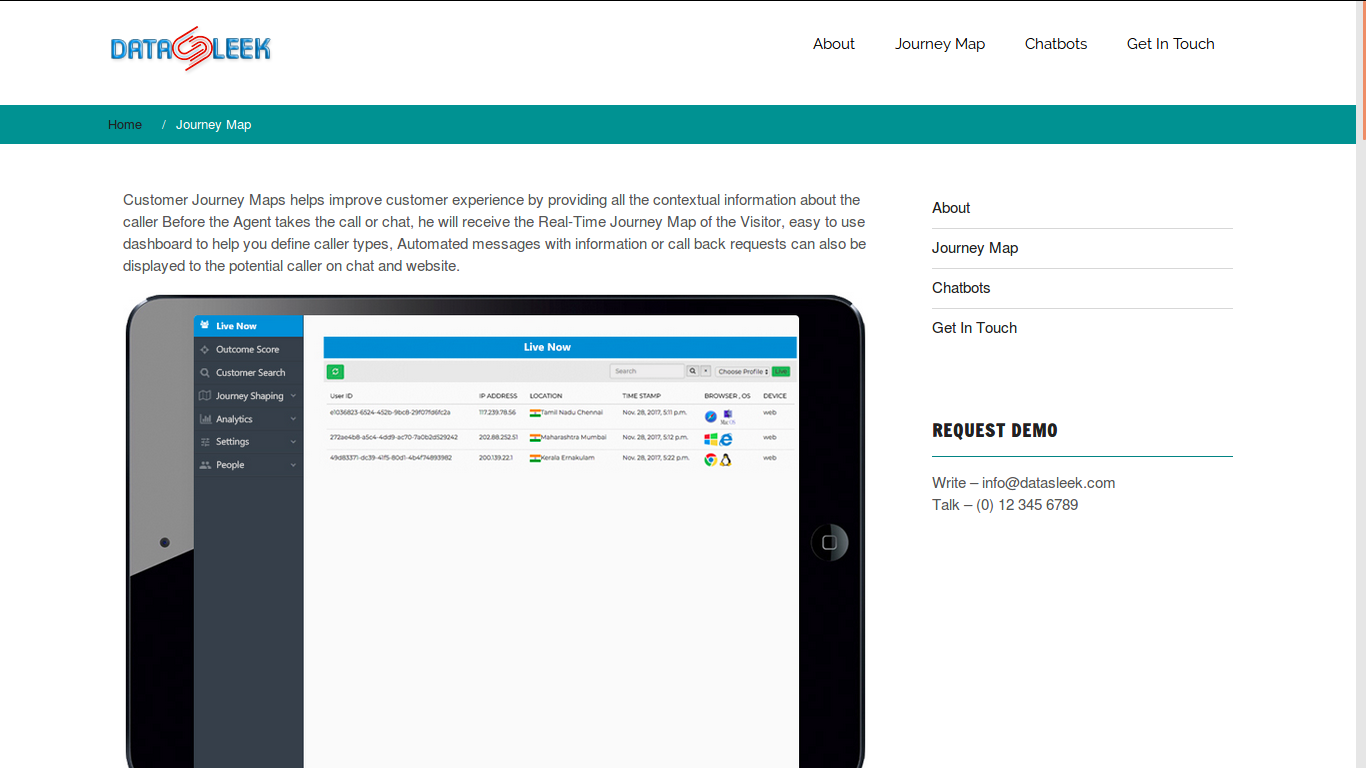 DATA SLEEK
About Journey Map Chatbots Get In Touch
Home / Journey Map
Customer Journey Maps helps improve customer experience by providing all the contextual information about the
caller Before the Agent takes the call or chat, he will receive the Real-Time Journey Map of the Visitor, easy to use
dashboard to help you define caller types, Automated messages with information or call back requests can also be
displayed to the potential caller on chat and website.
Live Now
Outcome Score
Customer Search
Journey Shaping
Analytics
Settings
People
Live Now
Search Choose Profile Live
User ID IP ADDRESS LOCATION TIME STAMP BROWSER , OS DEVICE
e1036823-6524-452b-9bc8-29f07fd6fc2a 117.239.78.56 Tamil Nadu Chennai Nov. 28, 2017, 5:11 p.m. Mac OS web
272ae4b8-a5c4-4dd9-ac70-7a0b2d529242 202.88.252.51 Maharashtra Mumbai Nov. 28, 2017, 5:12 p.m. web
49d83371-dc39-41f5-80d1-4b4f74893982 200.139.22.1 Kerala Ernakulam Nov. 28, 2017, 5:22 p.m. web
About
Journey Map
Chatbots
Get In Touch
REQUEST DEMO
Write – info@datasleek.com
Talk – (0) 12 345 6789